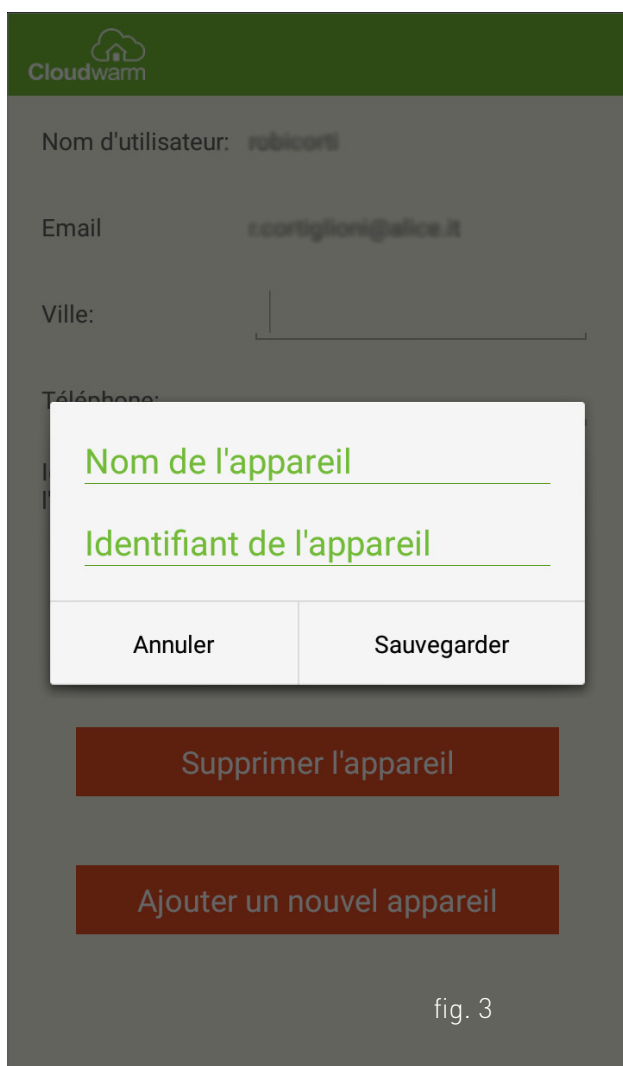 Cloudwarm
Nom d'utilisateur:
Email
Ville:
Téléphone:
Nom de l'appareil
Identifiant de l'appareil
Annuler Sauvegarder
Supprimer l'appareil
Ajouter un nouvel appareil
fig. 3